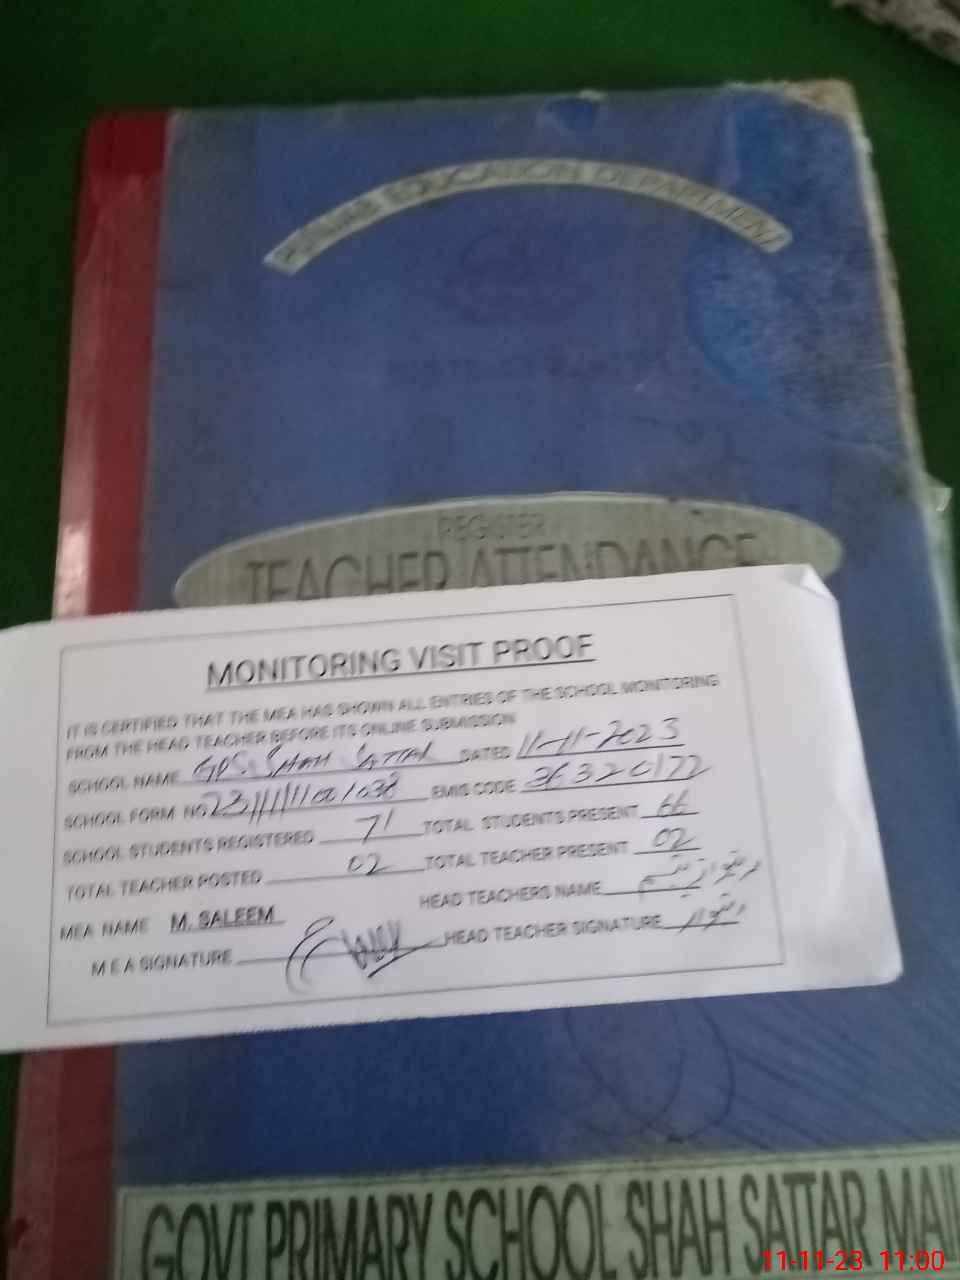 PUNJAB EDUCATION DEPARTMENT
REGISTER
TEACHER ATTENDANCE
MONITORING VISIT PROOF
IT IS CERTIFIED THAT THE MEA HAS SHOWN ALL ENTRIES OF THE SCHOOL MONITORING
FROM THE HEAD TEACHER BEFORE ITS ONLINE SUBMISSION
SCHOOL NAME GPS SHAH SATTAR DATED 11-11-2023
SCHOOL FORM NO EMIS CODE 36320172
SCHOOL STUDENTS REGISTERED 71 TOTAL STUDENTS PRESENT 66
TOTAL TEACHER POSTED 02 TOTAL TEACHER PRESENT 02
MEA NAME M. SALEEM HEAD TEACHERS NAME
M E A SIGNATURE HEAD TEACHER SIGNATURE
GOVT PRIMARY SCHOOL SHAH SATTAR
11-11-23 11:00